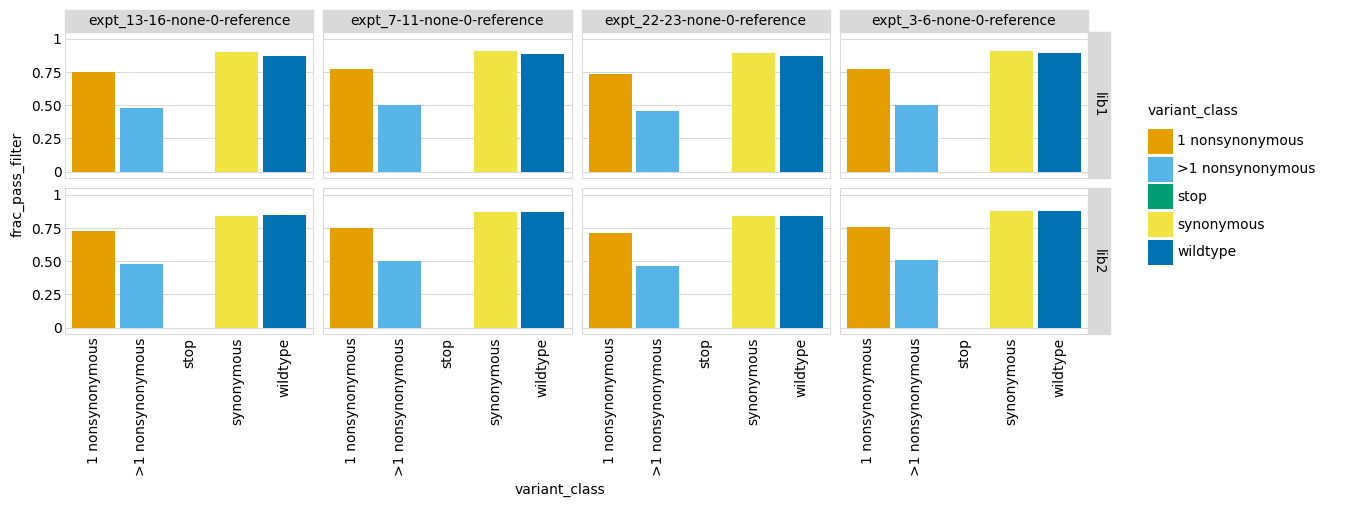 expt_13-16-none-0-reference
expt_7-11-none-0-reference
expt_22-23-none-0-reference
expt_3-6-none-0-reference
frac_pass_filter
1
0.75
0.50
0.25
0
lib1
1
0.75
0.50
0.25
0
lib2
1 nonsynonymous
>1 nonsynonymous
stop
synonymous
wildtype
1 nonsynonymous
>1 nonsynonymous
stop
synonymous
wildtype
1 nonsynonymous
>1 nonsynonymous
stop
synonymous
wildtype
1 nonsynonymous
>1 nonsynonymous
stop
synonymous
wildtype
variant_class
variant_class
1 nonsynonymous
>1 nonsynonymous
stop
synonymous
wildtype